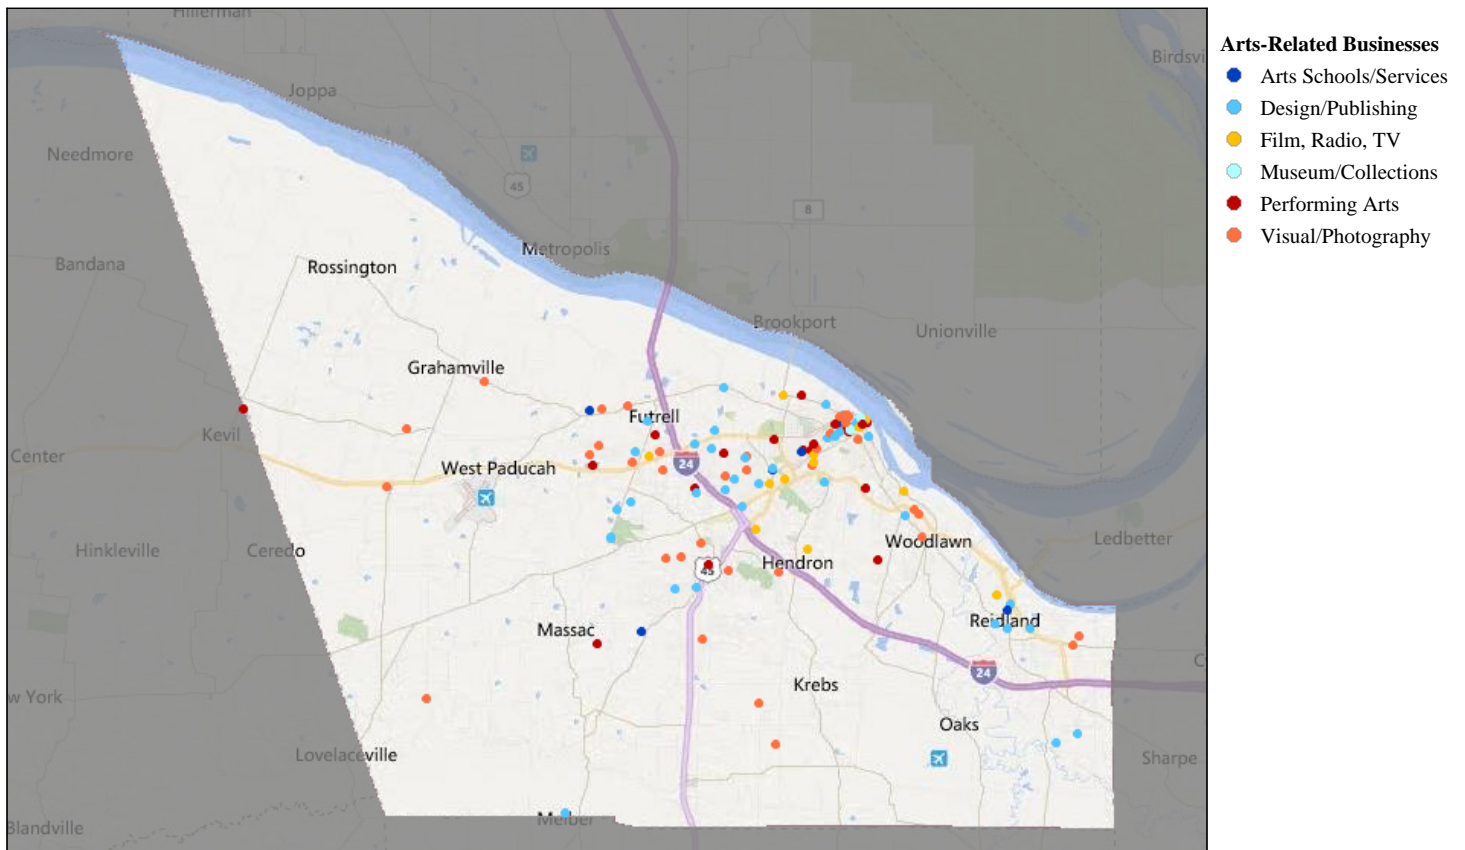 Hillerman
Birdsvi
Arts-Related Businesses
Arts Schools/Services
Design/Publishing
Film, Radio, TV
Museum/Collections
Performing Arts
Visual/Photography
Joppa
Needmore
45
8
Metropolis
Bandana
Rossington
Brookport
Unionville
Grahamville
Futrell
Kevil
Center
West Paducah
24
Hinkleville
Ceredo
Woodlawn
Ledbetter
Hendron
45
Reidland
Massac
C
24
Krebs
w York
Oaks
Lovelaceville
Sharpe
Melber
Blandville